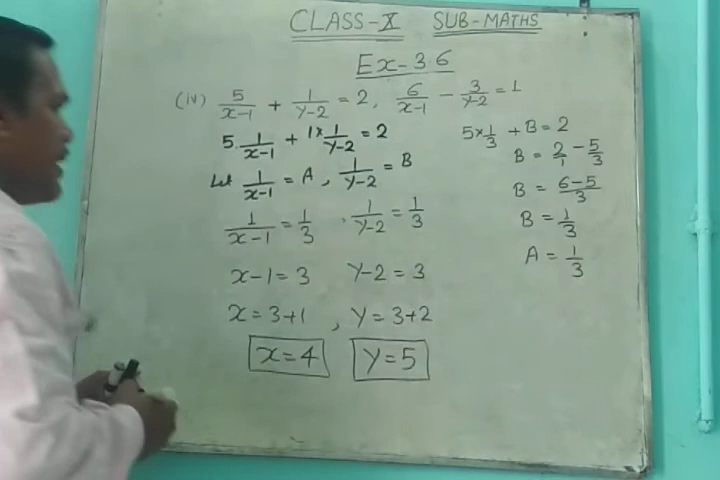 CLASS-X SUB-MATHS
Ex-36
(iv) 5/x-1 + 1/y-2 = 2, 6/x-1 - 3/y-2 = 1
5. 1/x-1 + 1× 1/y-2 = 2
Let 1/x-1 = A, 1/y-2 = B
1/x-1 = 1/3, 1/y-2 = 1/3
x-1=3 y-2=3
x=3+1, y=3+2
x=4 y=5
5×1/3 + B=2
B = 2/1 - 5/3
B = 6-5/3
B = 1/3
A = 1/3